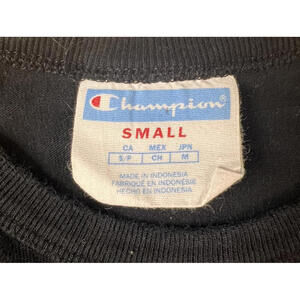 Champion
SMALL
CA MEX JPN
S/P CH M
MADE IN INDONESIA
FABRIQUÉ EN INDONÉSIE
HECHO EN INDONESIA